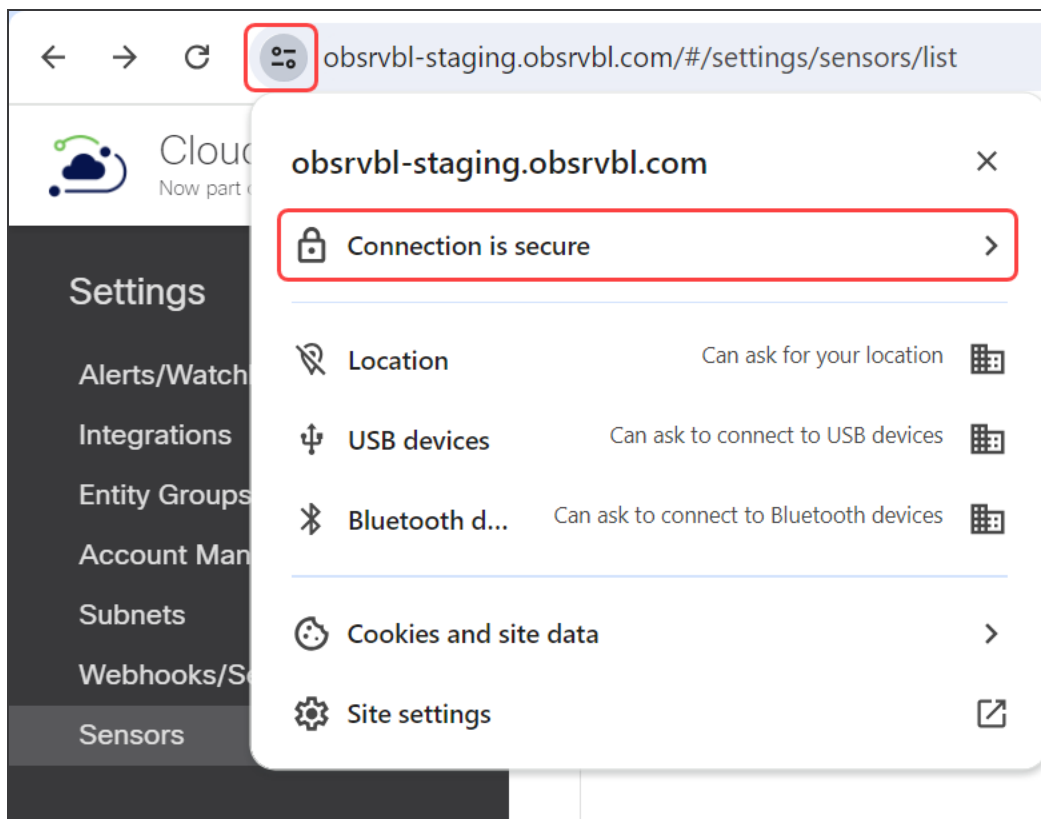 obsrvbl-staging.obsrvbl.com/#/settings/sensors/list
Now part
obsrvbl-staging.obsrvbl.com
Connection is secure
Settings
Location Can ask for your location
Alerts/Watch
Integrations
USB devices Can ask to connect to USB devices
Entity Groups
Bluetooth d... Can ask to connect to Bluetooth devices
Account Man
Subnets
Cookies and site data
Webhooks/S
Site settings
Sensors